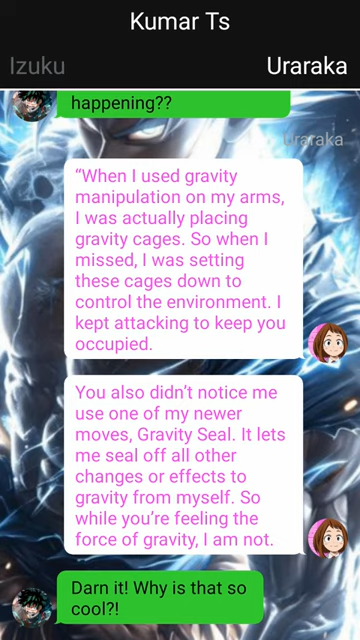 Kumar Ts
Izuku
Uraraka
happening??
Uraraka
“When I used gravity
manipulation on my arms,
I was actually placing
gravity cages. So when I
missed, I was setting
these cages down to
control the environment. I
kept attacking to keep you
occupied.
You also didn’t notice me
use one of my newer
moves, Gravity Seal. It lets
me seal off all other
changes or effects to
gravity from myself. So
while you’re feeling the
force of gravity, I am not.
Darn it! Why is that so
cool?!